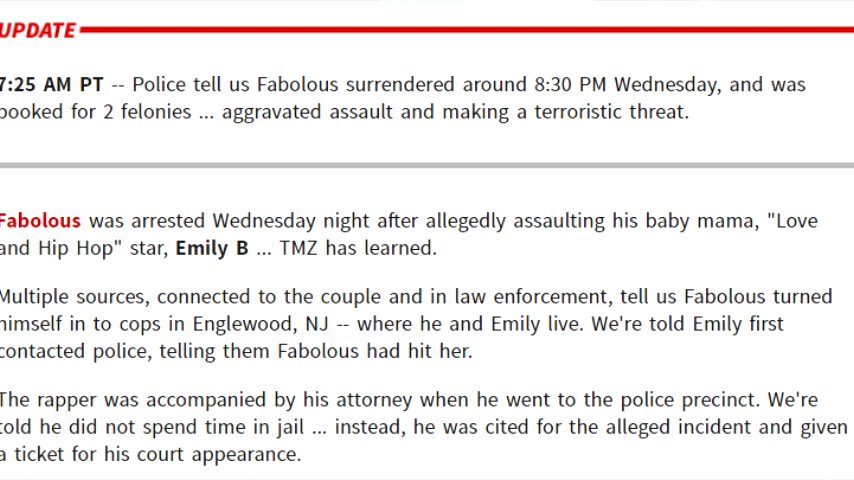 UPDATE
7:25 AM PT -- Police tell us Fabolous surrendered around 8:30 PM Wednesday, and was
booked for 2 felonies ... aggravated assault and making a terroristic threat.
Fabolous was arrested Wednesday night after allegedly assaulting his baby mama, "Love
and Hip Hop" star, Emily B ... TMZ has learned.
Multiple sources, connected to the couple and in law enforcement, tell us Fabolous turned
himself in to cops in Englewood, NJ -- where he and Emily live. We're told Emily first
contacted police, telling them Fabolous had hit her.
The rapper was accompanied by his attorney when he went to the police precinct. We're
told he did not spend time in jail ... instead, he was cited for the alleged incident and given
a ticket for his court appearance.